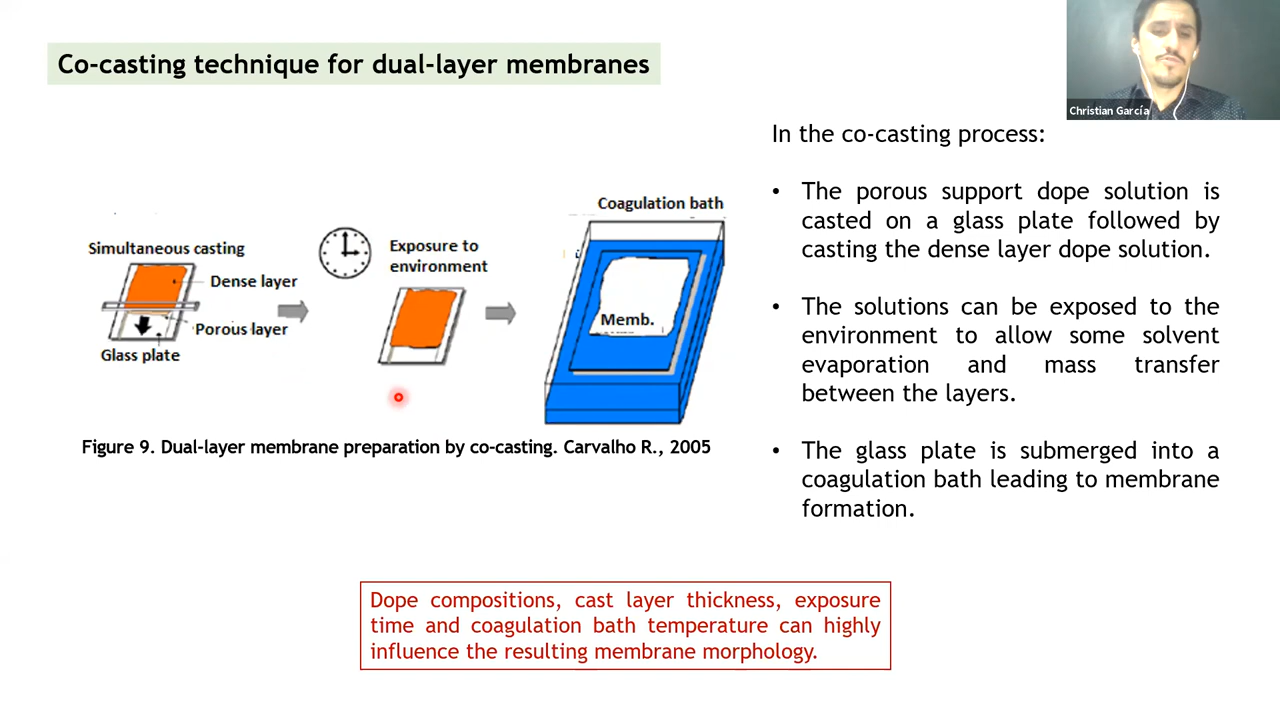 Co-casting technique for dual-layer membranes
Christian García
In the co-casting process:
• The porous support dope solution is
casted on a glass plate followed by
casting the dense layer dope solution.
• The solutions can be exposed to the
environment to allow some solvent
evaporation and mass transfer
between the layers.
• The glass plate is submerged into a
coagulation bath leading to membrane
formation.
Simultaneous casting
Dense layer
Porous layer
Glass plate
Exposure to
environment
Coagulation bath
Memb.
Figure 9. Dual-layer membrane preparation by co-casting. Carvalho R., 2005
Dope compositions, cast layer thickness, exposure
time and coagulation bath temperature can highly
influence the resulting membrane morphology.